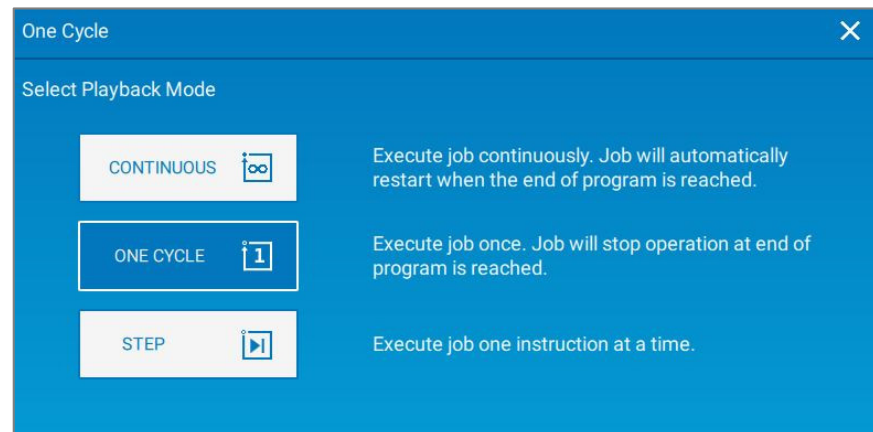 One Cycle
Select Playback Mode
CONTINUOUS
Execute job continuously. Job will automatically
restart when the end of program is reached.
ONE CYCLE
1
Execute job once. Job will stop operation at end of
program is reached.
STEP
Execute job one instruction at a time.